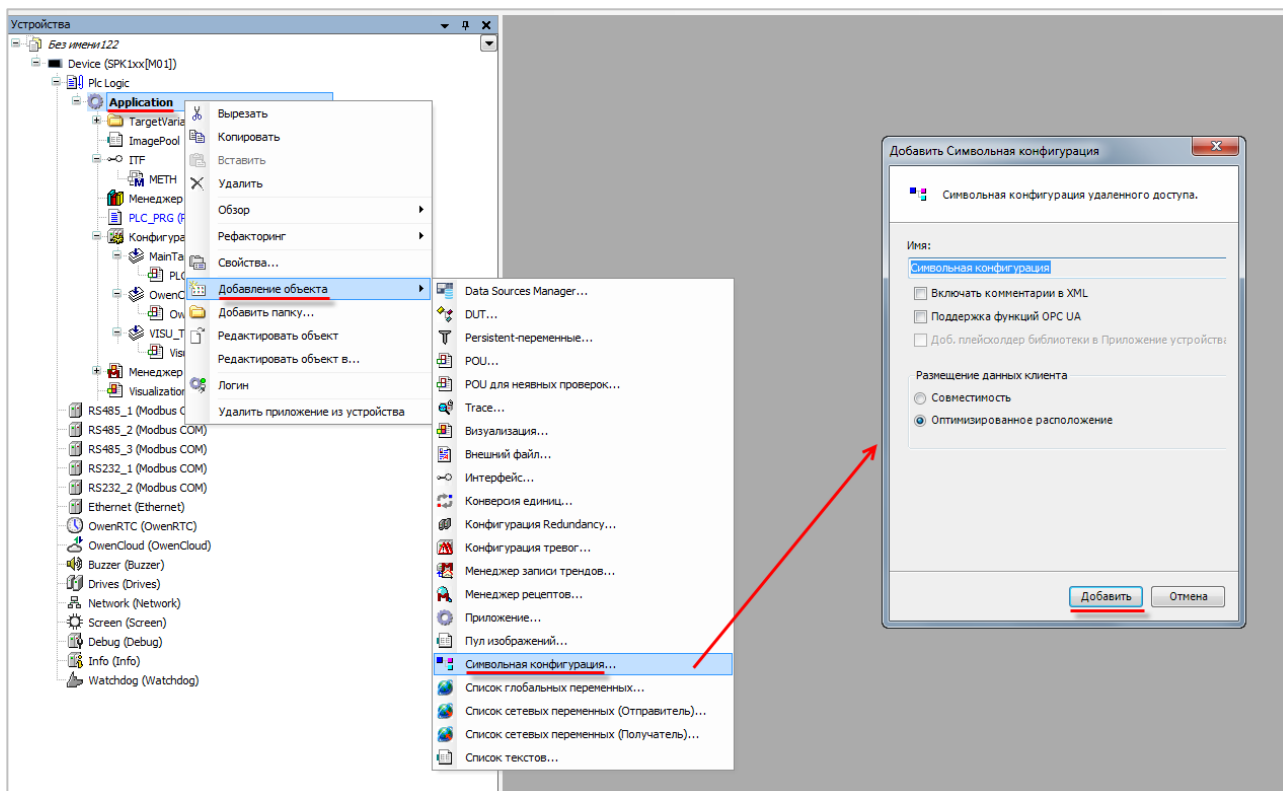 Устройства
Без имени122
Device (SPK1xx[M01])
Plc Logic
Application
TargetVaria
ImagePool
ITF
METH
Менеджер
PLC_PRG (P
Конфигура
MainTa
PLC
OwenC
Ow
VISU_T
Visu
Менеджер
Visualization
RS485_1 (Modbus COM)
RS485_2 (Modbus COM)
RS485_3 (Modbus COM)
RS232_1 (Modbus COM)
RS232_2 (Modbus COM)
Ethernet (Ethernet)
OwenRTC (OwenRTC)
OwenCloud (OwenCloud)
Buzzer (Buzzer)
Drives (Drives)
Network (Network)
Screen (Screen)
Debug (Debug)
Info (Info)
Watchdog (Watchdog)
Вырезать
Копировать
Вставить
Удалить
Обзор
Рефакторинг
Свойства...
Добавление объекта
Добавить папку...
Редактировать объект
Редактировать объект в...
Логин
Удалить приложение из устройства
Data Sources Manager...
DUT...
Persistent-переменные...
POU...
POU для неявных проверок...
Trace...
Визуализация...
Внешний файл...
Интерфейс...
Конверсия единиц...
Конфигурация Redundancy...
Конфигурация тревог...
Менеджер записи трендов...
Менеджер рецептов...
Приложение...
Пул изображений...
Символьная конфигурация...
Список глобальных переменных...
Список сетевых переменных (Отправитель)...
Список сетевых переменных (Получатель)...
Список текстов...
Добавить Символьная конфигурация
Символьная конфигурация удаленного доступа.
Имя:
Символьная конфигурация
Включать комментарии в XML
Поддержка функций OPC UA
Доб. плейсхолдер библиотеки в Приложение устройства
Размещение данных клиента
Совместимость
Оптимизированное расположение
Добавить
Отмена